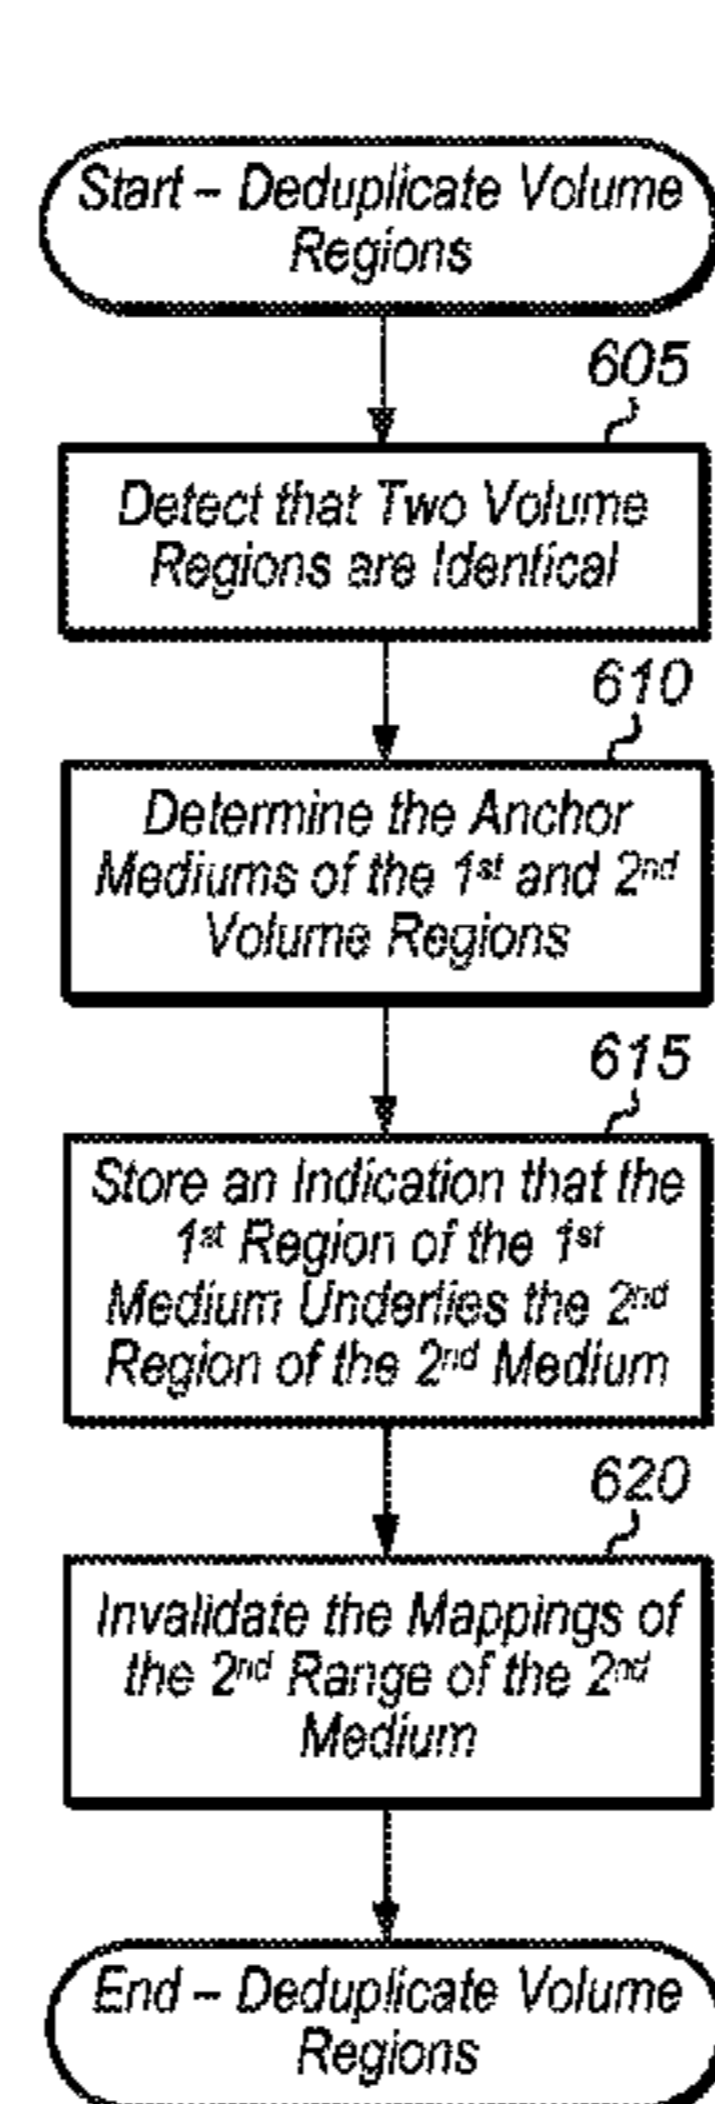 Start – Deduplicate Volume
Regions
605
Detect that Two Volume
Regions are Identical
610
Determine the Anchor
Mediums of the 1st and 2nd
Volume Regions
615
Store an Indication that the
1st Region of the 1st
Medium Underlies the 2nd
Region of the 2nd Medium
620
Invalidate the Mappings of
the 2nd Range of the 2nd
Medium
End – Deduplicate Volume
Regions